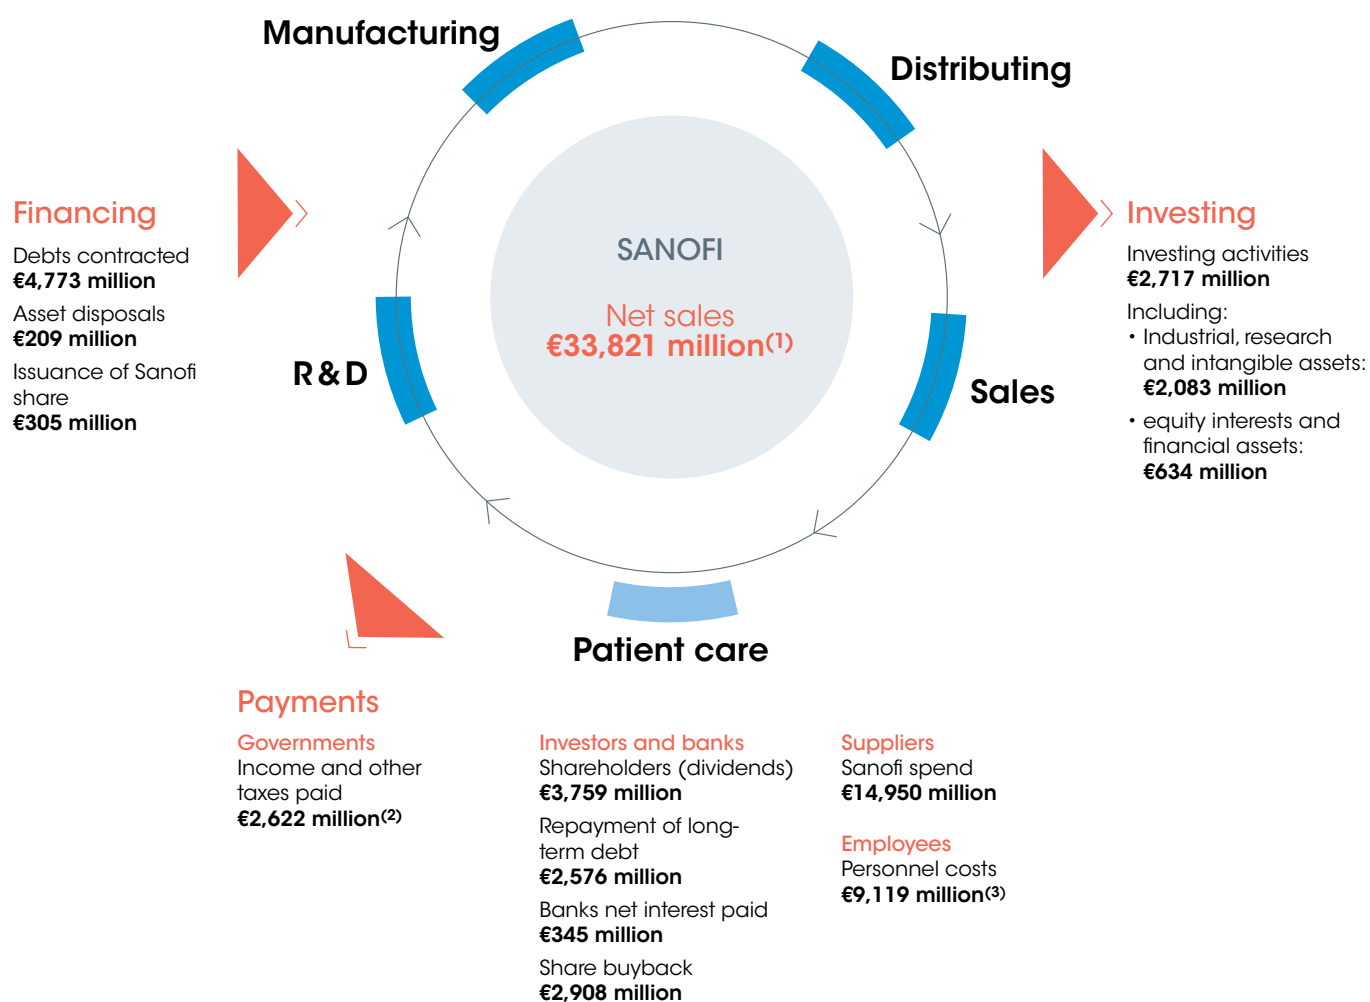 Manufacturing
Distributing
Financing
Debts contracted
€4,773 million
Asset disposals
€209 million
Issuance of Sanofi
share
€305 million
SANOFI
Net sales
€33,821 million(1)
R&D
Sales
Investing
Investing activities
€2,717 million
Including:
• Industrial, research
and intangible assets:
€2,083 million
• equity interests and
financial assets:
€634 million
Patient care
Payments
Governments
Income and other
taxes paid
€2,622 million(2)
Investors and banks
Shareholders (dividends)
€3,759 million
Repayment of long-
term debt
€2,576 million
Banks net interest paid
€345 million
Share buyback
€2,908 million
Suppliers
Sanofi spend
€14,950 million
Employees
Personnel costs
€9,119 million(3)